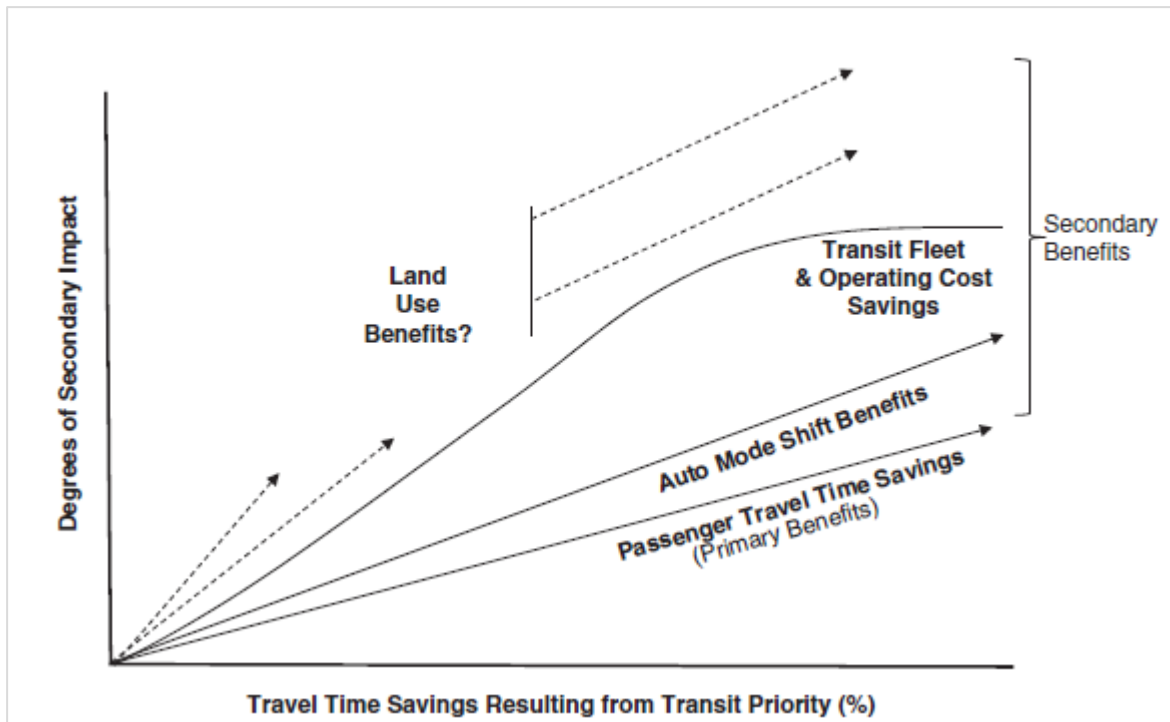 Degrees of Secondary Impact
Land
Use
Benefits?
Transit Fleet
& Operating Cost
Savings
Secondary
Benefits
Auto Mode Shift Benefits
Passenger Travel Time Savings
(Primary Benefits)
Travel Time Savings Resulting from Transit Priority (%)